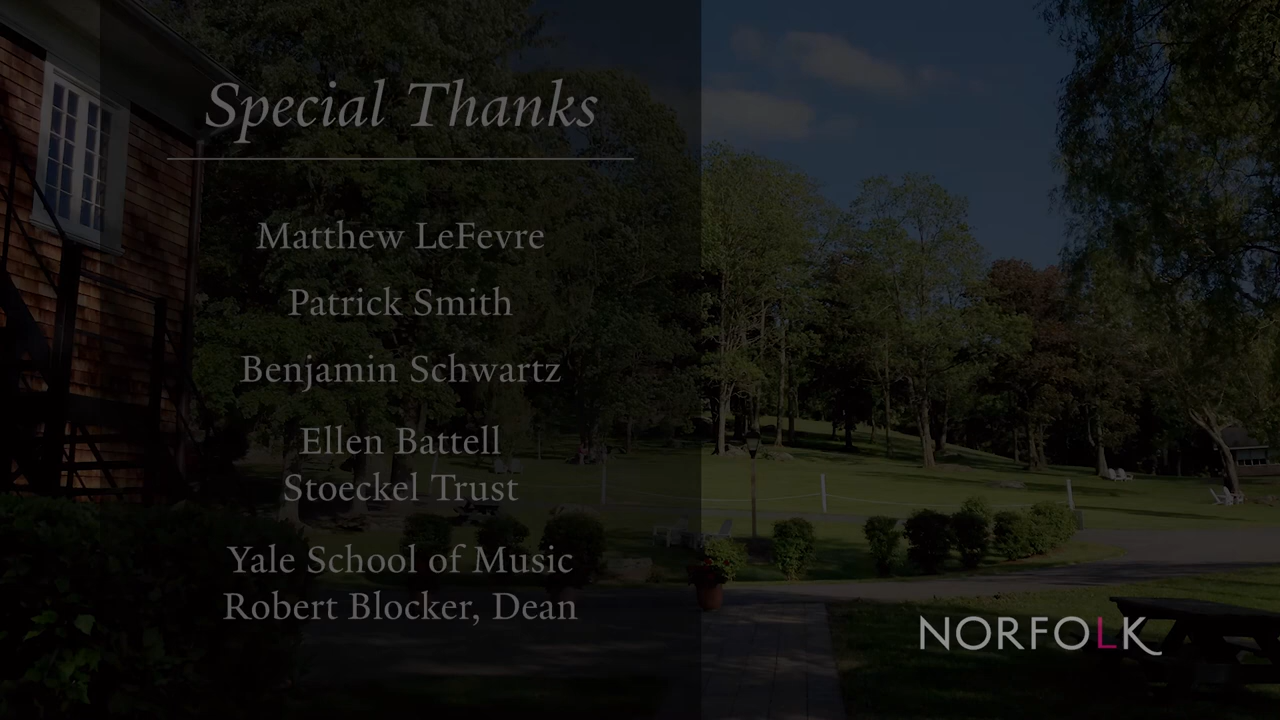 Special Thanks
Matthew LeFevre
Patrick Smith
Benjamin Schwartz
Ellen Battell
Stoeckel Trust
Yale School of Music
Robert Blocker, Dean
NORFOLK